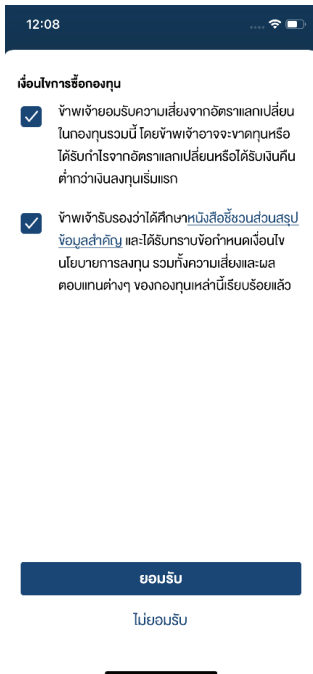 12:08
เงื่อนไขการซื้อกองทุน
ข้าพเจ้ายอมรับความเสี่ยงจากอัตราแลกเปลี่ยน
ในกองทุนรวมนี้ โดยข้าพเจ้าอาจจะขาดทุนหรือ
ได้รับกำไรจากอัตราแลกเปลี่ยนหรือได้รับเงินคืน
ต่ำกว่าเงินลงทุนเริ่มแรก
ข้าพเจ้ารับรองว่าได้ศึกษาหนังสือชี้ชวนส่วนสรุป
ข้อมูลสำคัญ และได้รับทราบข้อกำหนดเงื่อนไข
นโยบายการลงทุน รวมทั้งความเสี่ยงและผล
ตอบแทนต่างๆ ของกองทุนเหล่านี้เรียบร้อยแล้ว
ยอมรับ
ไม่ยอมรับ